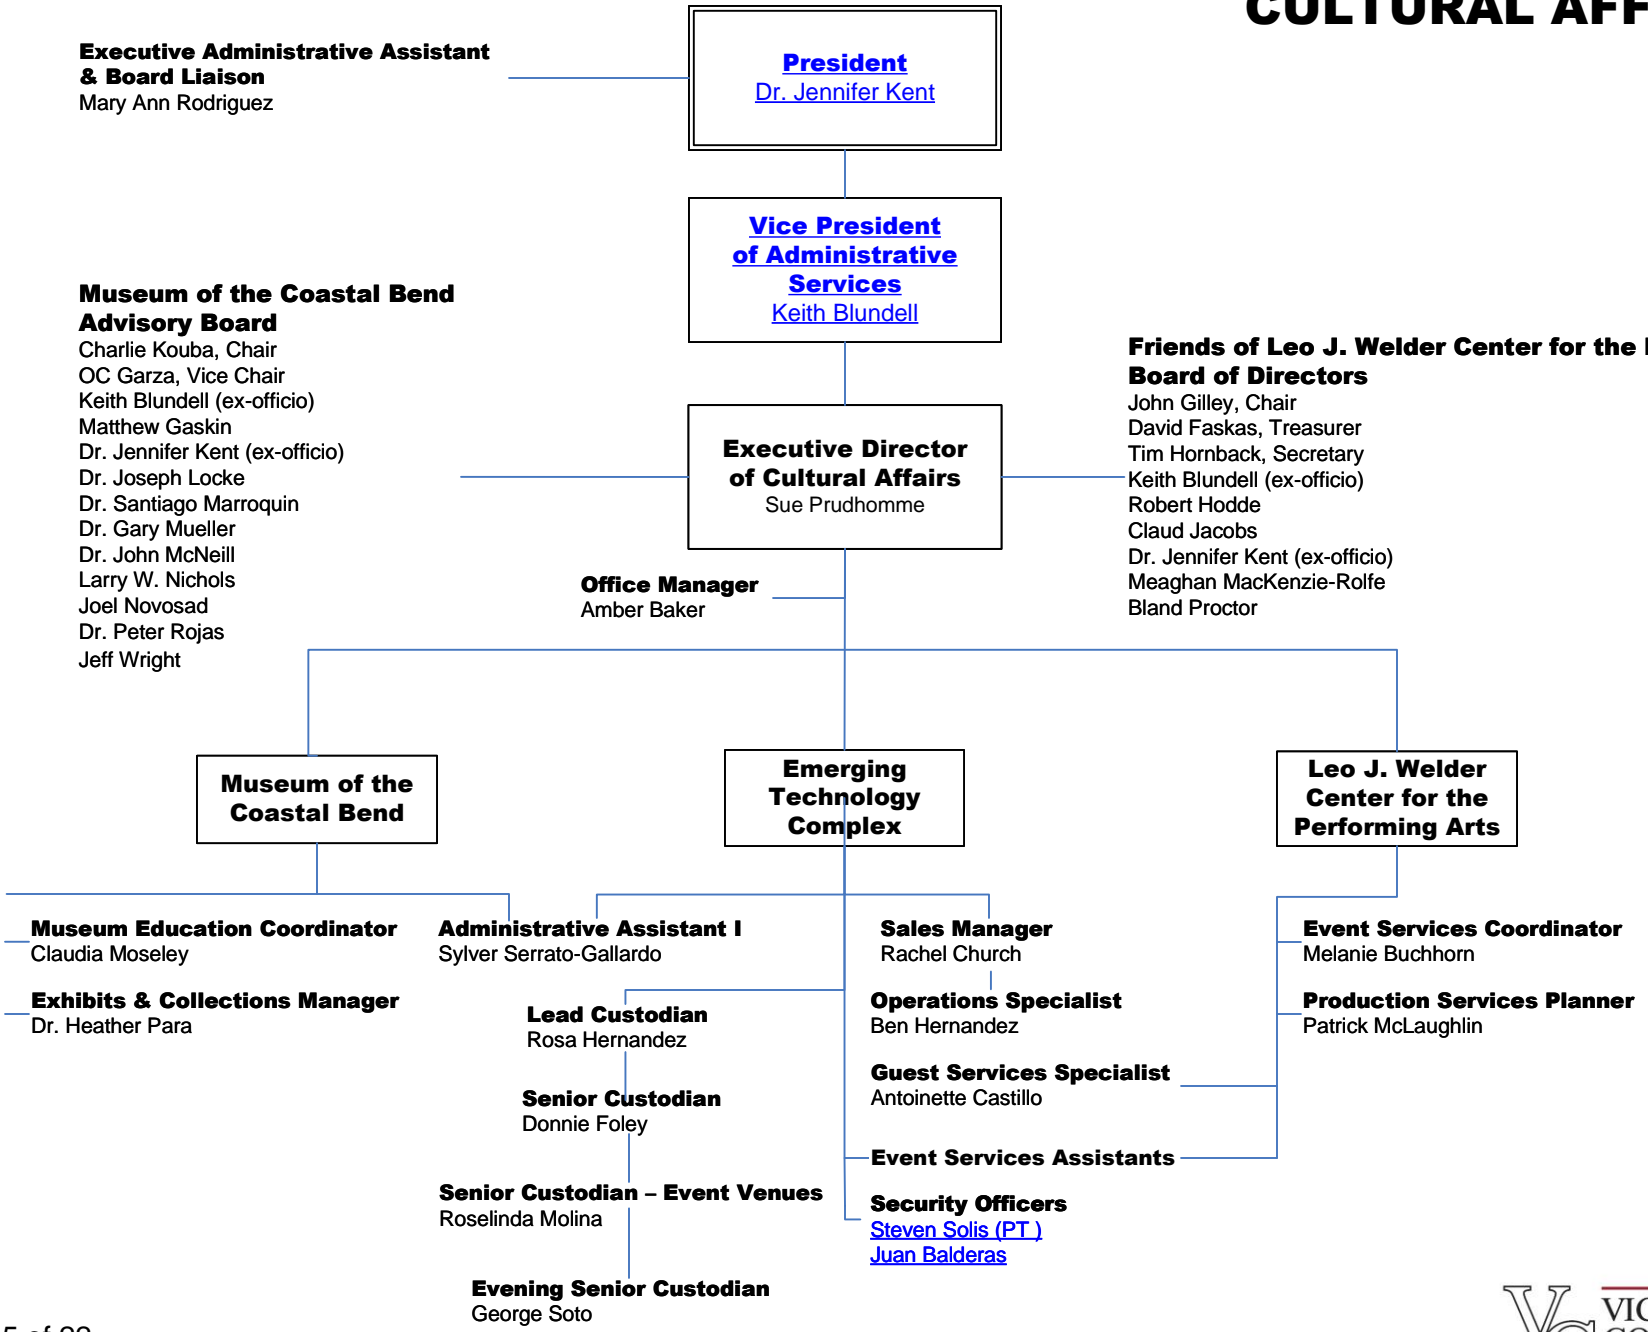 CULTURAL AFF
Executive Administrative Assistant
& Board Liaison
Mary Ann Rodriguez
President
Dr. Jennifer Kent
Vice President
of Administrative
Services
Keith Blundell
Museum of the Coastal Bend
Advisory Board
Charlie Kouba, Chair
OC Garza, Vice Chair
Keith Blundell (ex-officio)
Matthew Gaskin
Dr. Jennifer Kent (ex-officio)
Dr. Joseph Locke
Dr. Santiago Marroquin
Dr. Gary Mueller
Dr. John McNeill
Larry W. Nichols
Joel Novosad
Dr. Peter Rojas
Jeff Wright
Executive Director
of Cultural Affairs
Sue Prudhomme
Friends of Leo J. Welder Center for the
Board of Directors
John Gilley, Chair
David Faskas, Treasurer
Tim Hornback, Secretary
Keith Blundell (ex-officio)
Robert Hodde
Claud Jacobs
Dr. Jennifer Kent (ex-officio)
Meaghan MacKenzie-Rolfe
Bland Proctor
Office Manager
Amber Baker
Museum of the
Coastal Bend
Emerging
Technology
Complex
Leo J. Welder
Center for the
Performing Arts
Museum Education Coordinator
Claudia Moseley
Exhibits & Collections Manager
Dr. Heather Para
Administrative Assistant I
Sylver Serrato-Gallardo
Lead Custodian
Rosa Hernandez
Senior Custodian
Donnie Foley
Senior Custodian – Event Venues
Roselinda Molina
Evening Senior Custodian
George Soto
Sales Manager
Rachel Church
Operations Specialist
Ben Hernandez
Guest Services Specialist
Antoinette Castillo
Event Services Assistants
Security Officers
Steven Solis (PT )
Juan Balderas
Event Services Coordinator
Melanie Buchhorn
Production Services Planner
Patrick McLaughlin
VC VIC